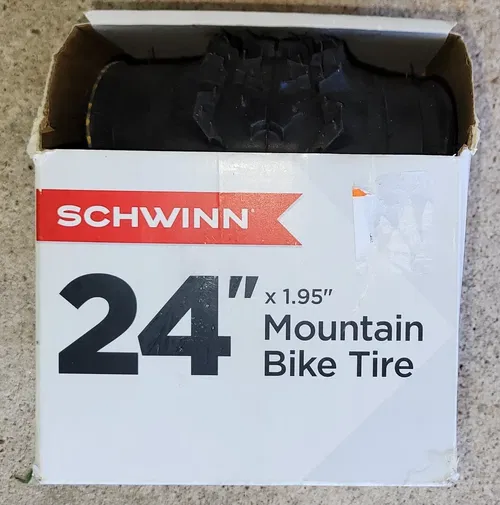 SCHWINN
24" x 1.95"
Mountain
Bike Tire